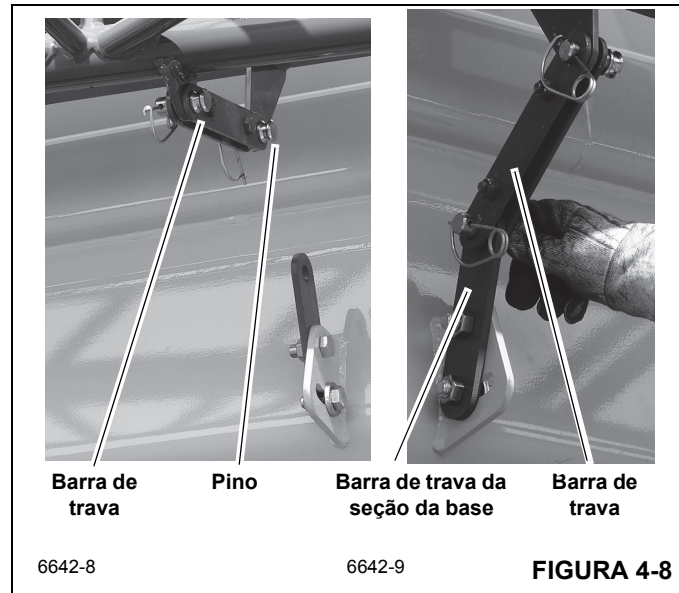 Barra de
trava
Pino
Barra de trava da
seção da base
Barra de
trava
6642-8
6642-9
FIGURA 4-8